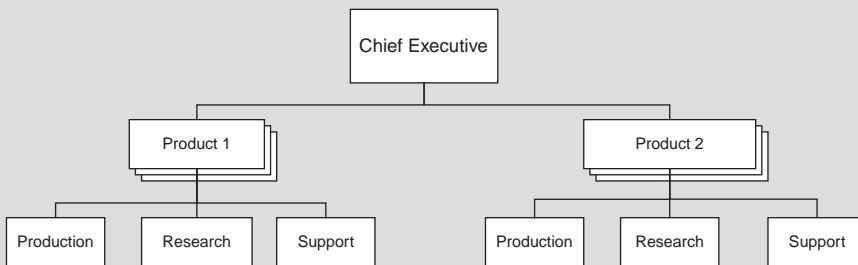 Chief Executive
Product 1
Product 2
Production
Research
Support
Production
Research
Support